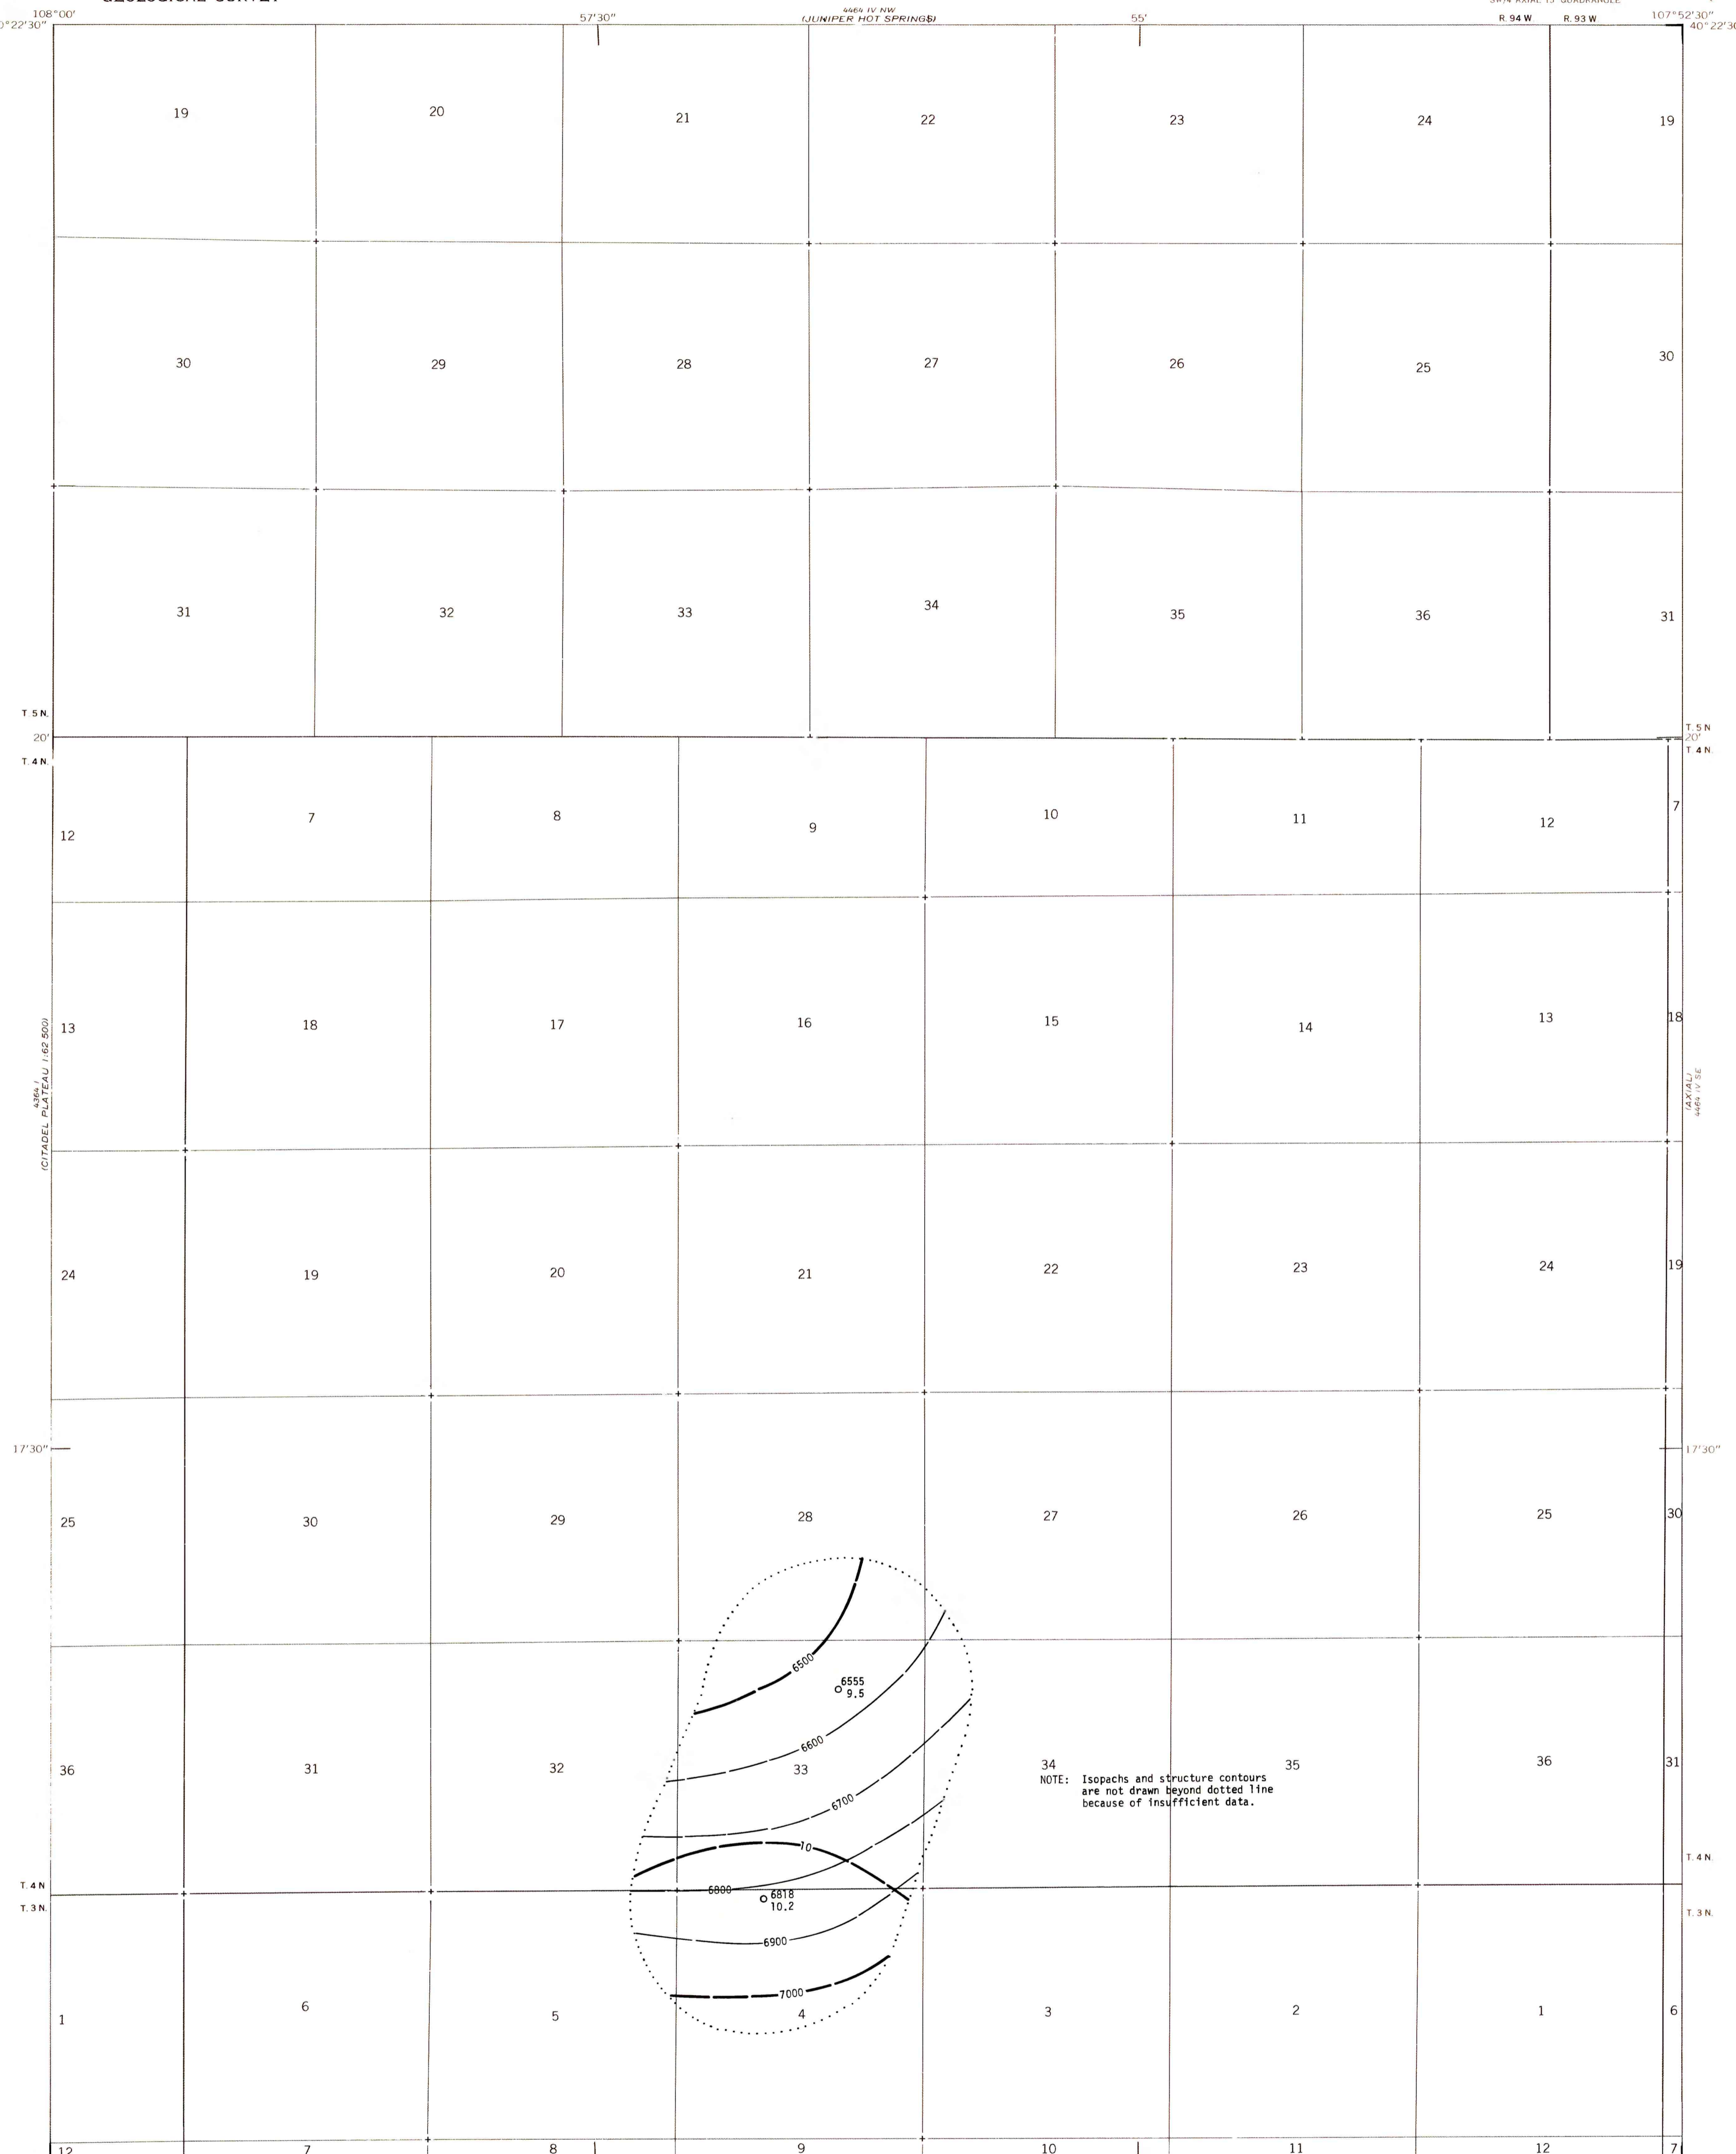 108°00'
57'30"
4464 IV NW
(JUNIPER HOT SPRINGS)
55'
R. 94 W R. 93 W
107°52'30"
0°22'30"
40°22'30
19 20 21 22 23 24 19
30 29 28 27 26 25 30
31 32 33 34 35 36 31
T. 5 N. T. 5 N
20' 20'
T. 4 N. T. 4 N.
12 7 8 9 10 11 12 7
13 18 17 16 15 14 13 18
4364 I
(CITADEL PLATEAU 1:62 500)
(AXIAL)
4464 IV SE
24 19 20 21 22 23 24 19
17'30" 17'30"
25 30 29 28 27 26 25 30
6500
6555
9.5
6600
36 31 32 33 34 35 36 31
NOTE: Isopachs and structure contours
are not drawn beyond dotted line
because of insufficient data.
6700
10
T. 4 N T. 4 N.
6800
6818
10.2
T. 3 N. T. 3 N.
6900
7000
1 6 5 4 3 2 1 6
12 7 8 9 10 11 12 7